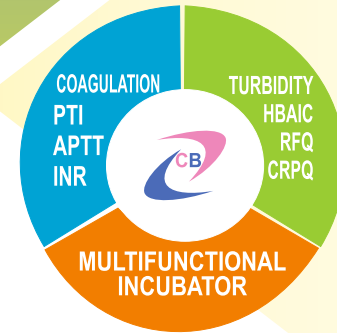 COAGULATION
PTI
APTT
INR
TURBIDITY
HBAIC
RFQ
CRPQ
CB
MULTIFUNCTIONAL
INCUBATOR